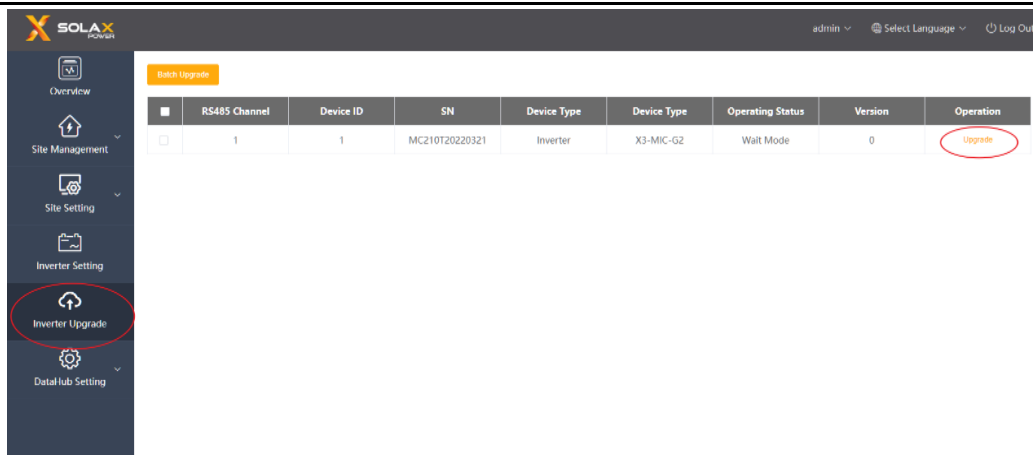 SOLAX POWER
admin Select Language Log Out
Overview
Site Management
Site Setting
Inverter Setting
Inverter Upgrade
DataHub Setting
Batch Upgrade
RS485 Channel Device ID SN Device Type Device Type Operating Status Version Operation
1 1 MC210T20220321 Inverter X3-MIC-G2 Wait Mode 0 Upgrade